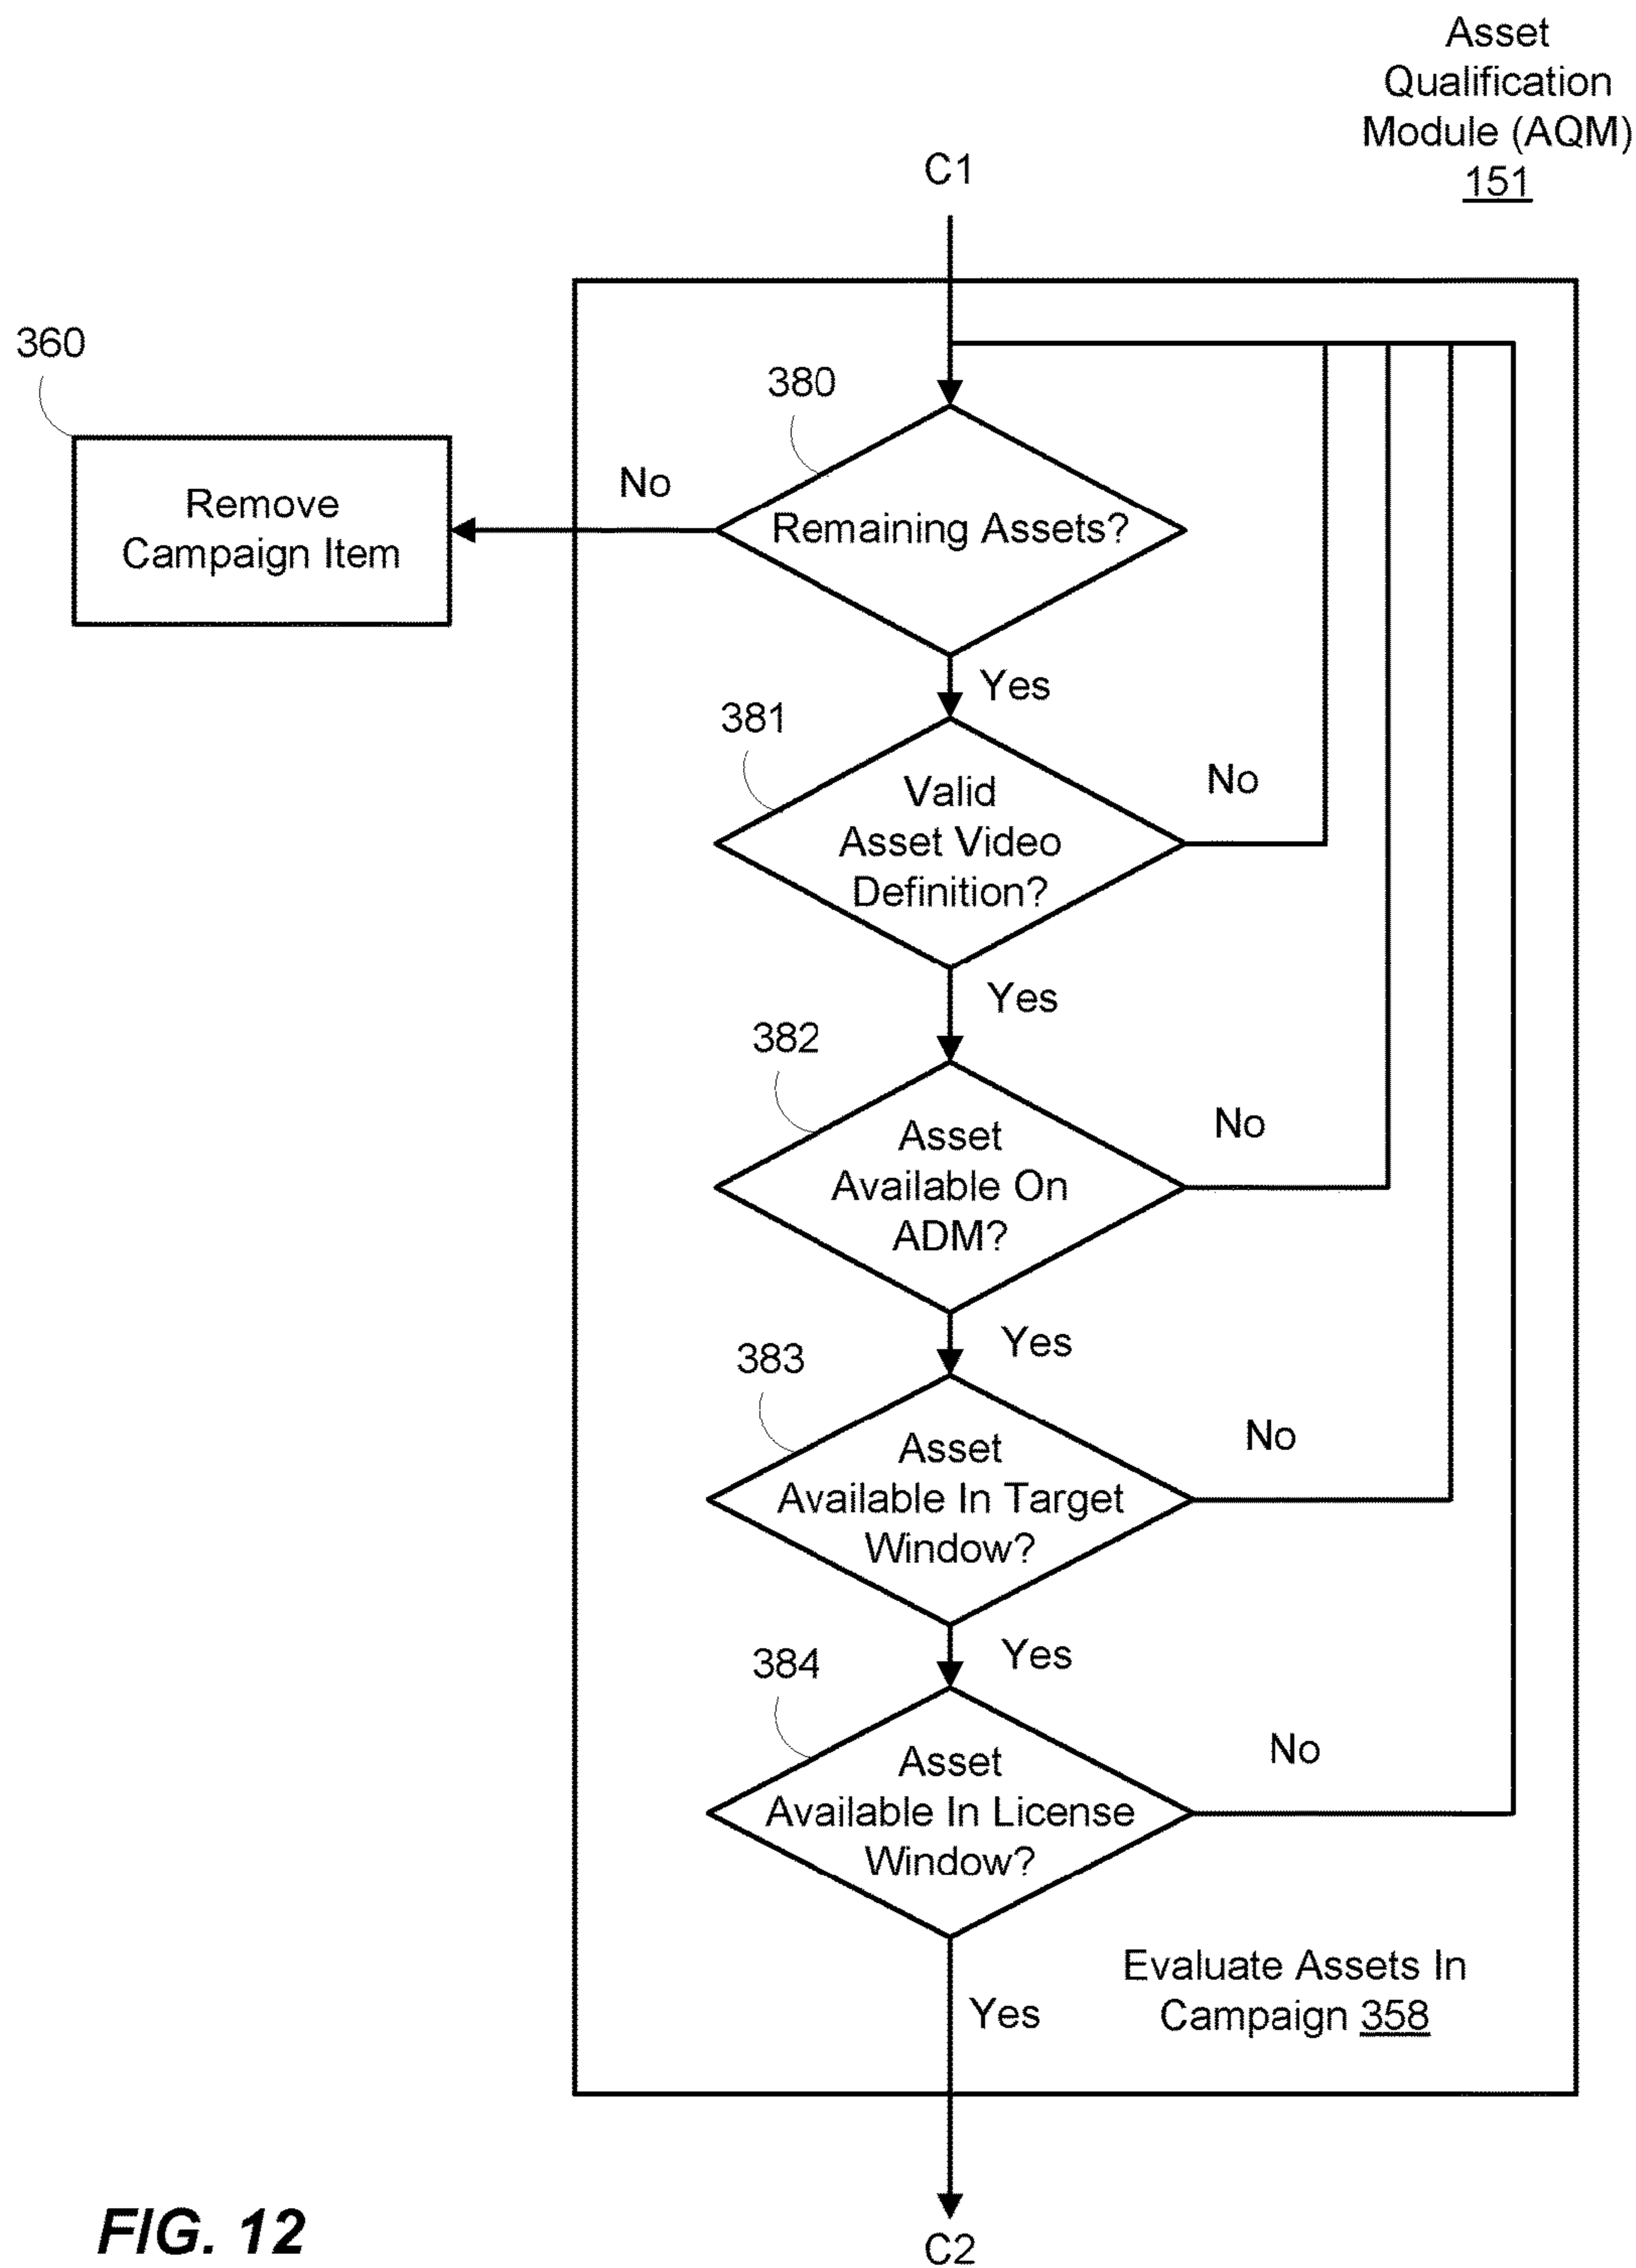 Asset
Qualification
Module (AQM)
151
C1
360
380
Remove
Campaign Item
No
Remaining Assets?
Yes
381
Valid
Asset Video
Definition?
No
Yes
382
Asset
Available On
ADM?
No
Yes
383
Asset
Available In Target
Window?
No
Yes
384
Asset
Available In License
Window?
No
Yes
Evaluate Assets In
Campaign 358
FIG. 12
C2